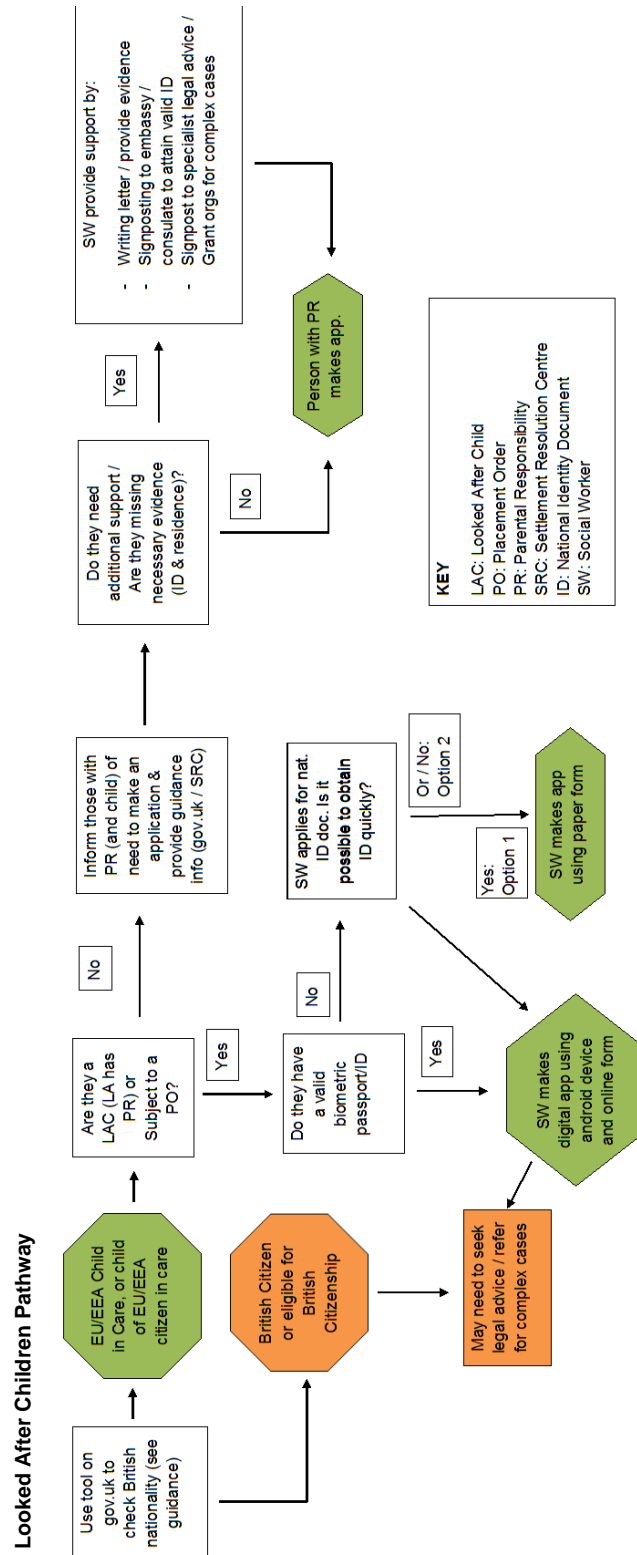 Looked After Children Pathway
Use tool on
gov.uk to
check British
nationality (see
guidance)
EU/EEA Child
in Care, or child
of EU/EEA
citizen in care
Are they a
LAC (LA has
PR) or
Subject to a
PO?
No
Inform those with
PR (and child) of
need to make an
application &
provide guidance
info (gov.uk / SRC)
Do they need
additional support /
Are they missing
necessary evidence
(ID & residence)?
Yes
SW provide support by:
- Writing letter / provide evidence
- Signposting to embassy /
consulate to attain valid ID
- Signpost to specialist legal advice /
Grant orgs for complex cases
No
Person with PR
makes app.
Yes
British Citizen
or eligible for
British
Citizenship
Do they have
a valid
biometric
passport/ID
No
SW applies for nat.
ID doc. Is it
possible to obtain
ID quickly?
Yes
Yes:
Option 1
Or / No:
Option 2
May need to seek
legal advice / refer
for complex cases
SW makes
digital app using
android device
and online form
SW makes app
using paper form
KEY
LAC: Looked After Child
PO: Placement Order
PR: Parental Responsibility
SRC: Settlement Resolution Centre
ID: National Identity Document
SW: Social Worker